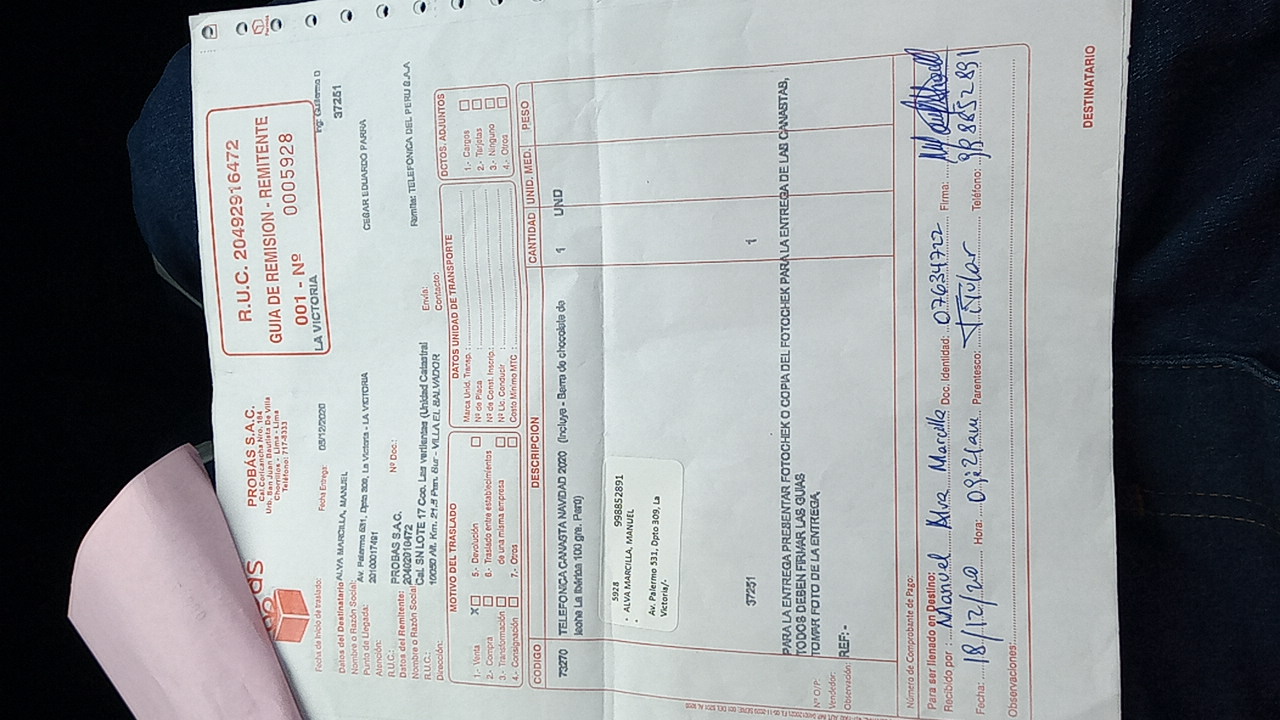 PROBÁS S.A.C.
Cal.Coricancha Nro. 184
Urb. San Juan Bautista De Villa
Chorrillos - Lima - Lima
Teléfono: 717-8333
R.U.C. 20492916472
GUIA DE REMISION - REMITENTE
001 - Nº 0005928
LA VICTORIA
Ing: Guillermo D
Fecha de Inicio de traslado: Fecha Entrega: 05/12/2020 37251
Datos del Destinatario
Nombre o Razón Social: ALVA MARCILLA, MANUEL
CESAR EDUARDO PARRA
Punto de Llegada: Av. Palermo 531, Dpto 309, La Victoria - LA VICTORIA
Atención: 20100017491
R.U.C.: Nº Doc.:
Datos del Remitente: PROBAS S.A.C.
Nombre o Razón Social 20492916472
Remite: TELEFONICA DEL PERU S.A.A
R.U.C.: Cal. SN LOTE 17 Coo. Las vertientes (Unidad Catastral Envía:
Dirección: 10050 Alt. Km. 21.5 Pan. Sur - VILLA EL SALVADOR Contacto:
MOTIVO DEL TRASLADO
1.- Venta X 5.- Devolución
2.- Compra 6.- Traslado entre establecimientos
3.- Transformación de una misma empresa
4.- Consignación 7.- Otros
DATOS UNIDAD DE TRANSPORTE
Marca Unid. Transp.
Nº de Placa
Nº de Const. Inscrip.
Nº Lic. Conducir
Costo Mínimo MTC
DCTOS. ADJUNTOS
1.- Cargos
2.- Tarjetas
3.- Ninguno
4.- Otros
CODIGO DESCRIPCION CANTIDAD UNID. MED. PESO
73270 TELEFONICA CANASTA NAVIDAD 2020 (Incluye - Barra de chocolate de 1 UND
leche La Ibérica 100 grs. Perú)
5928 998852891
ALVA MARCILLA, MANUEL
Av. Palermo 531, Dpto 309, La
Victoria/-
37251 1
PARA LA ENTREGA PRESENTAR FOTOCHEK O COPIA DEL FOTOCHEK PARA LA ENTREGA DE LAS CANASITAS,
TODOS DEBEN FIRMAR LAS GUIAS
TOMAR FOTO DE LA ENTREGA
Nº O/P:
Vendedor:
Observación: REF: -
Número de Comprobante de Pago:
Para ser llenado en Destino:
Recibido por : Manuel Alva Marcilla Doc. Identidad: 07634722 Firma:
Fecha: 18/12/20 Hora: Parentesco: Titular Teléfono: 998852891
Observaciones:
DESTINATARIO